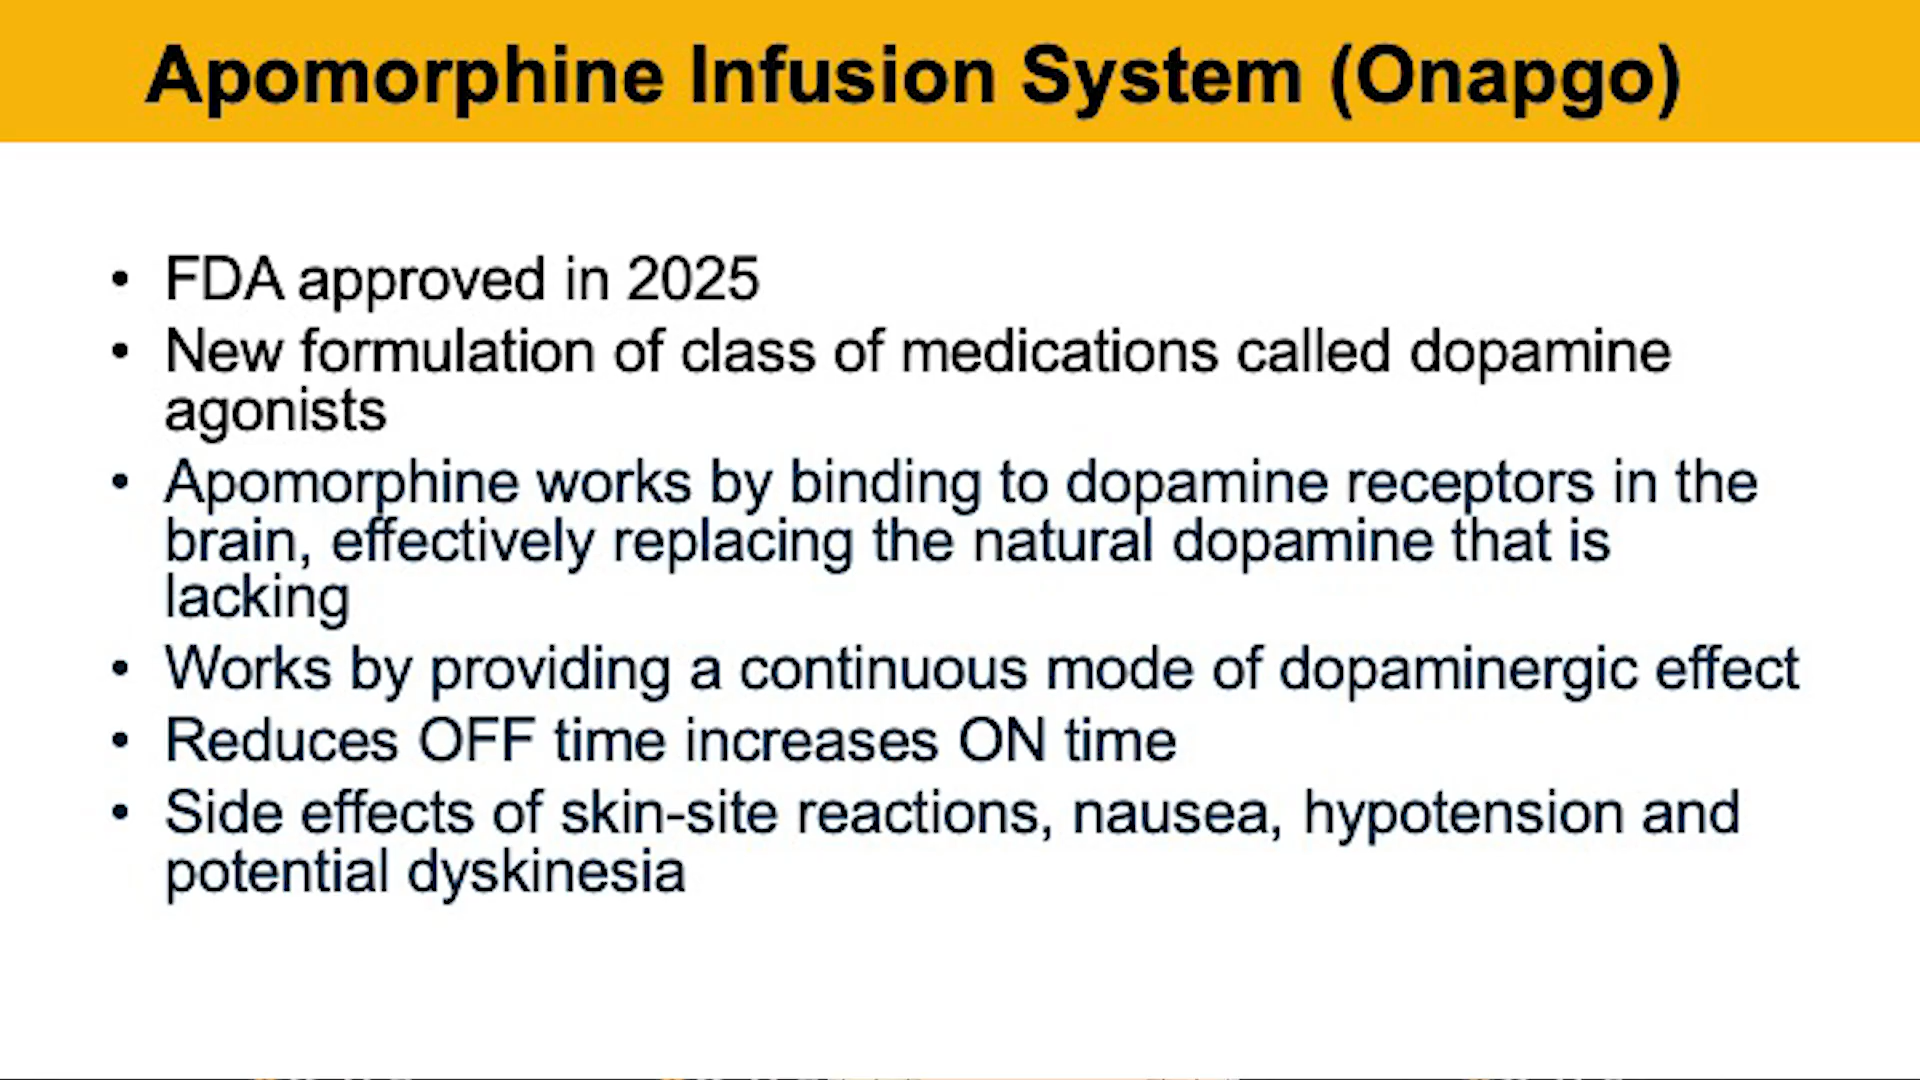 Apomorphine Infusion System (Onapgo)
• FDA approved in 2025
• New formulation of class of medications called dopamine
agonists
• Apomorphine works by binding to dopamine receptors in the
brain, effectively replacing the natural dopamine that is
lacking
• Works by providing a continuous mode of dopaminergic effect
• Reduces OFF time increases ON time
• Side effects of skin-site reactions, nausea, hypotension and
potential dyskinesia